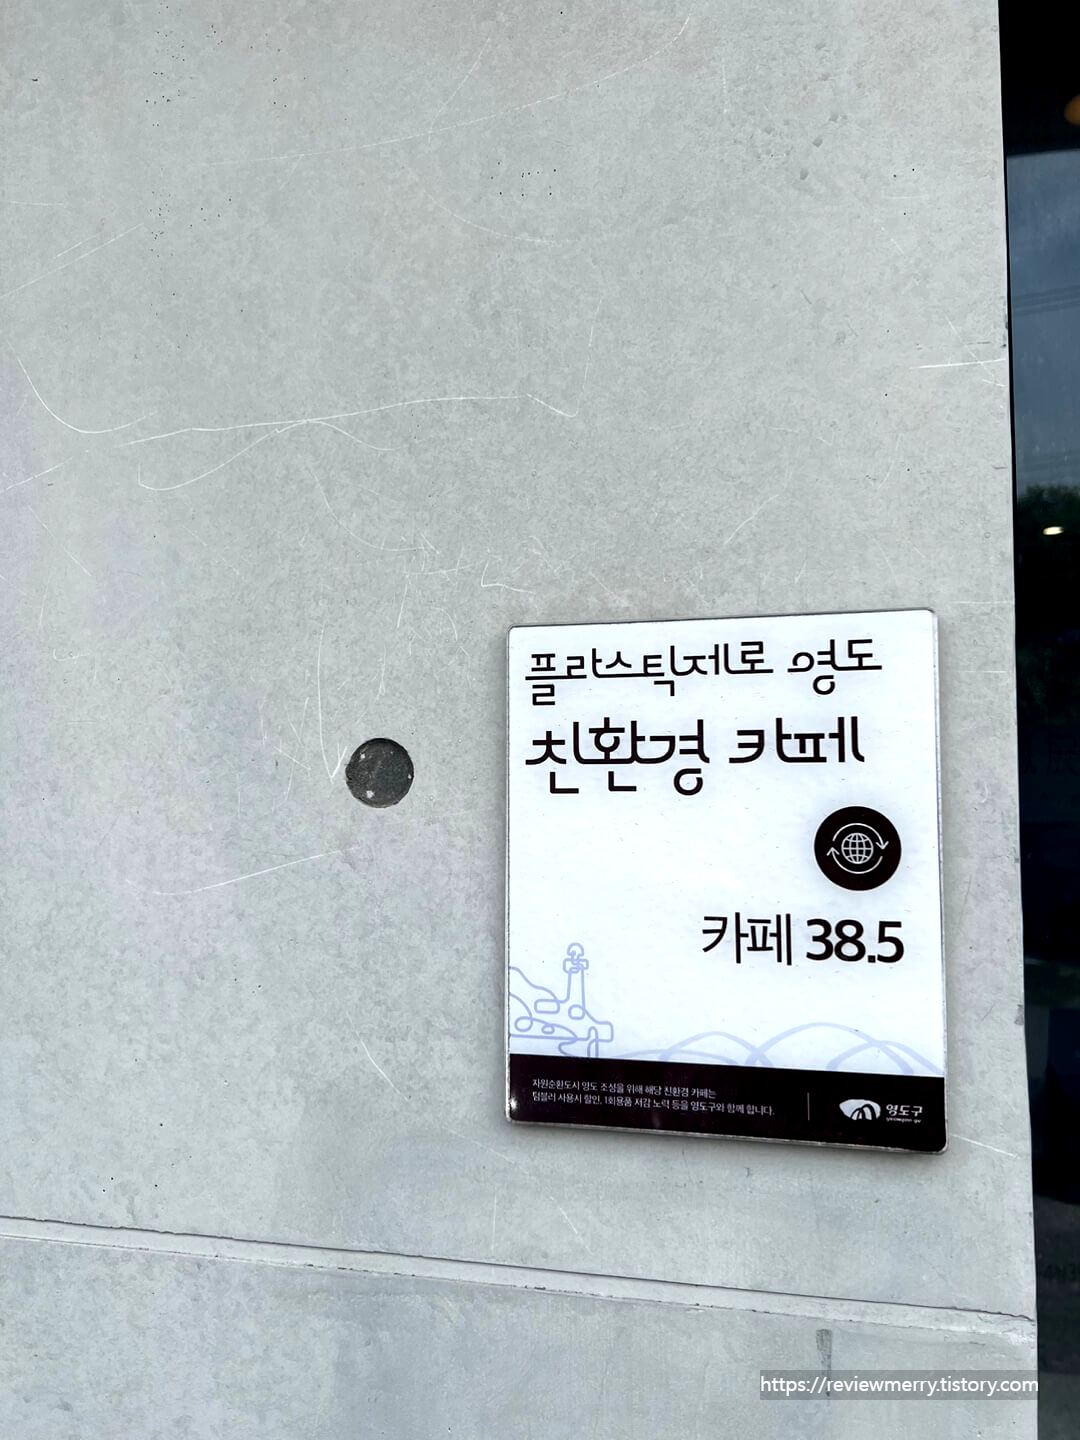 플라스틱제로 영도
친환경 카페
카페 38.5
자원순환도시 영도 조성을 위해 해당 친환경 카페는
텀블러 사용시 할인, 1회용품 저감 노력 등을 영도구와 함께 합니다.
영도구
https://reviewmerry.tistory.com